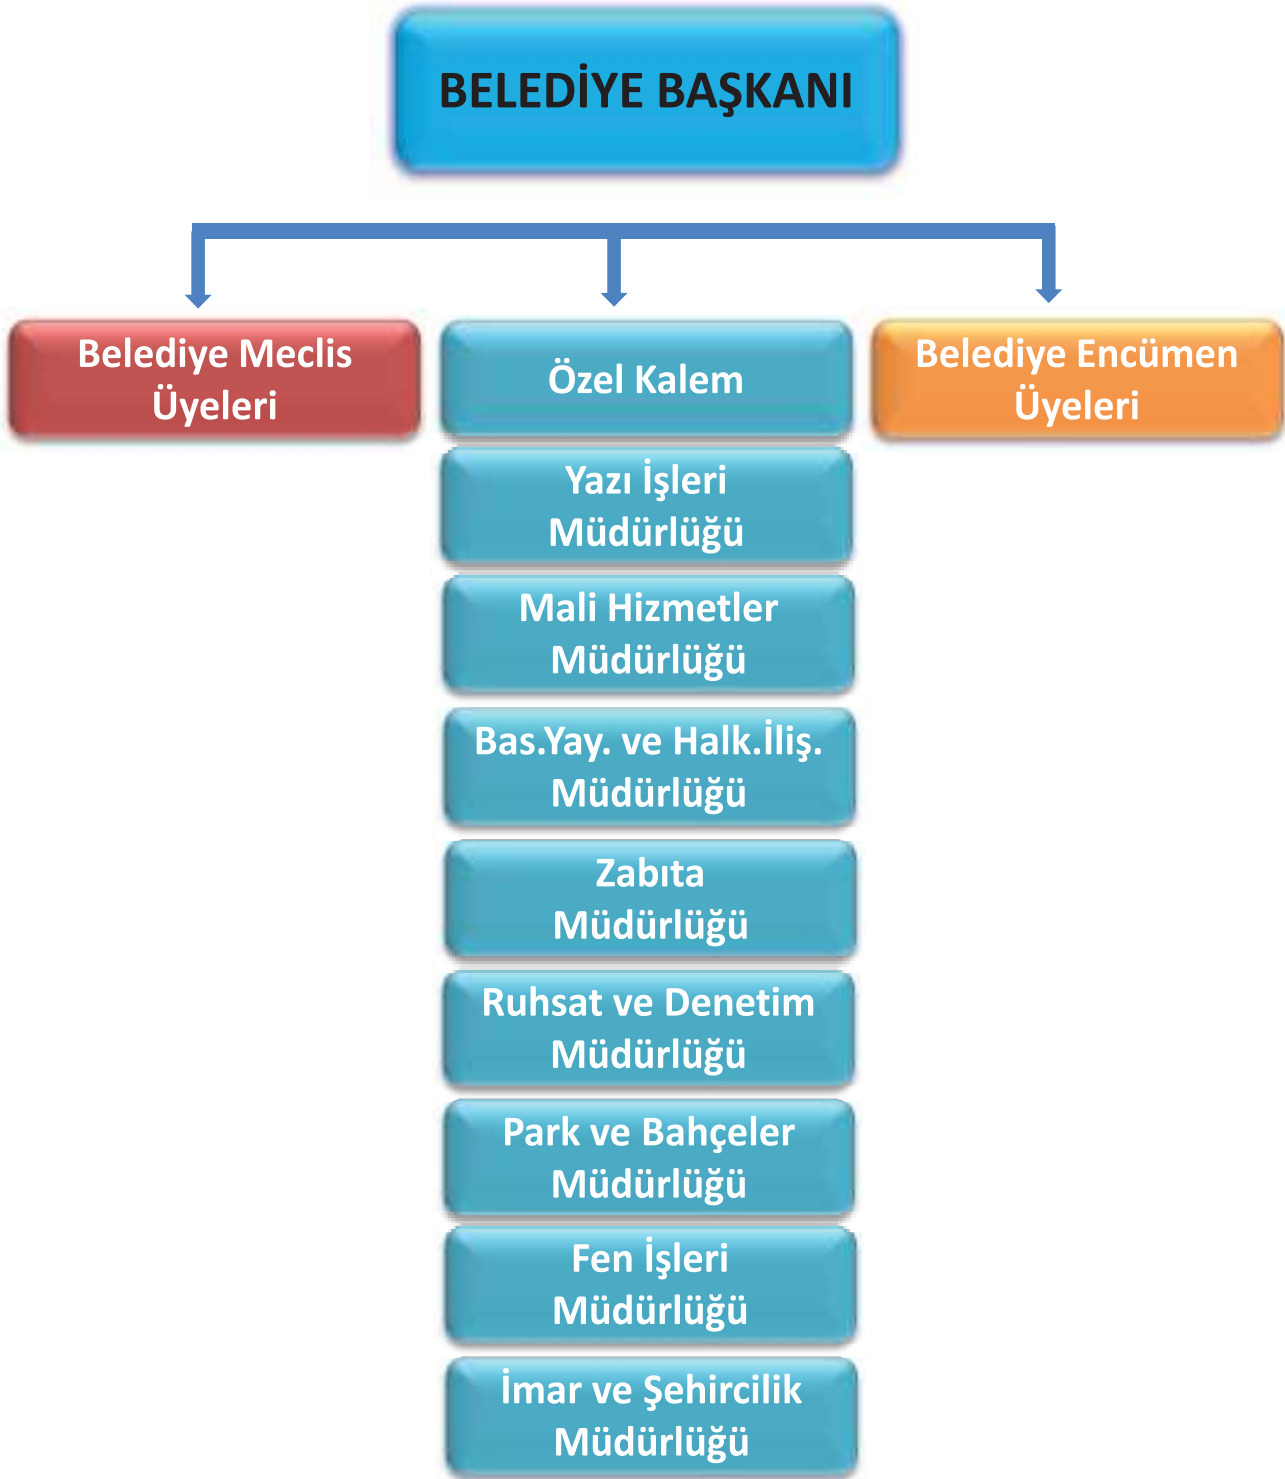 BELEDİYE BAŞKANI
Belediye Meclis
Üyeleri
Özel Kalem
Belediye Encümen
Üyeleri
Yazı İşleri
Müdürlüğü
Mali Hizmetler
Müdürlüğü
Bas.Yay. ve Halk.İliş.
Müdürlüğü
Zabıta
Müdürlüğü
Ruhsat ve Denetim
Müdürlüğü
Park ve Bahçeler
Müdürlüğü
Fen İşleri
Müdürlüğü
İmar ve Şehircilik
Müdürlüğü